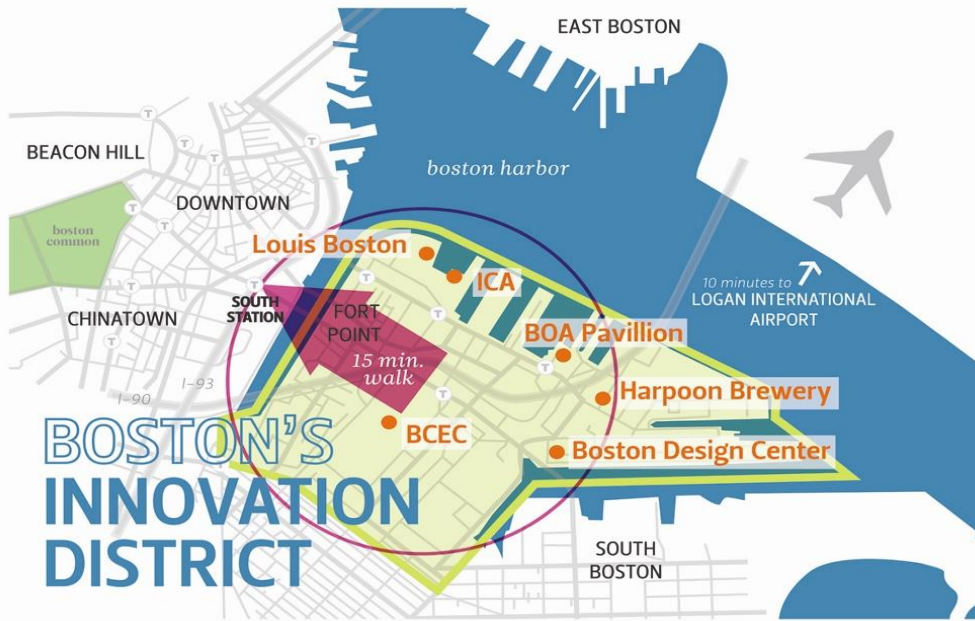 EAST BOSTON
BEACON HILL
boston harbor
DOWNTOWN
boston
common
Louis Boston
ICA
10 minutes to
LOGAN INTERNATIONAL
AIRPORT
SOUTH
STATION
CHINATOWN
FORT
POINT
BOA Pavillion
15 min.
walk
I-93
I-90
Harpoon Brewery
BCEC
Boston Design Center
BOSTON'S
INNOVATION
DISTRICT
SOUTH
BOSTON
T
T
T
T
T
T
T
T
T
T
T
T
T